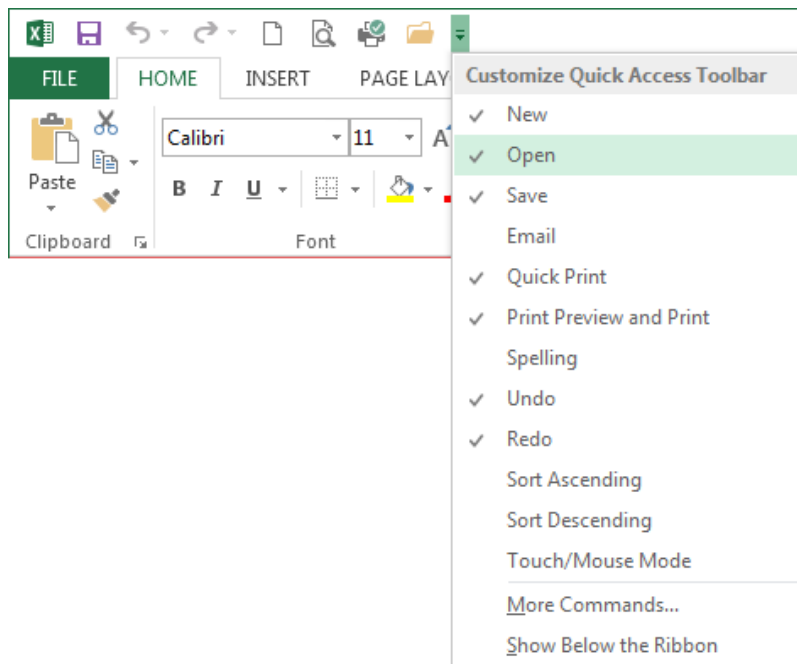 FILE HOME INSERT PAGE LAY
Paste
Calibri 11 A
B I U
Clipboard Font
Customize Quick Access Toolbar
New
Open
Save
Email
Quick Print
Print Preview and Print
Spelling
Undo
Redo
Sort Ascending
Sort Descending
Touch/Mouse Mode
More Commands...
Show Below the Ribbon